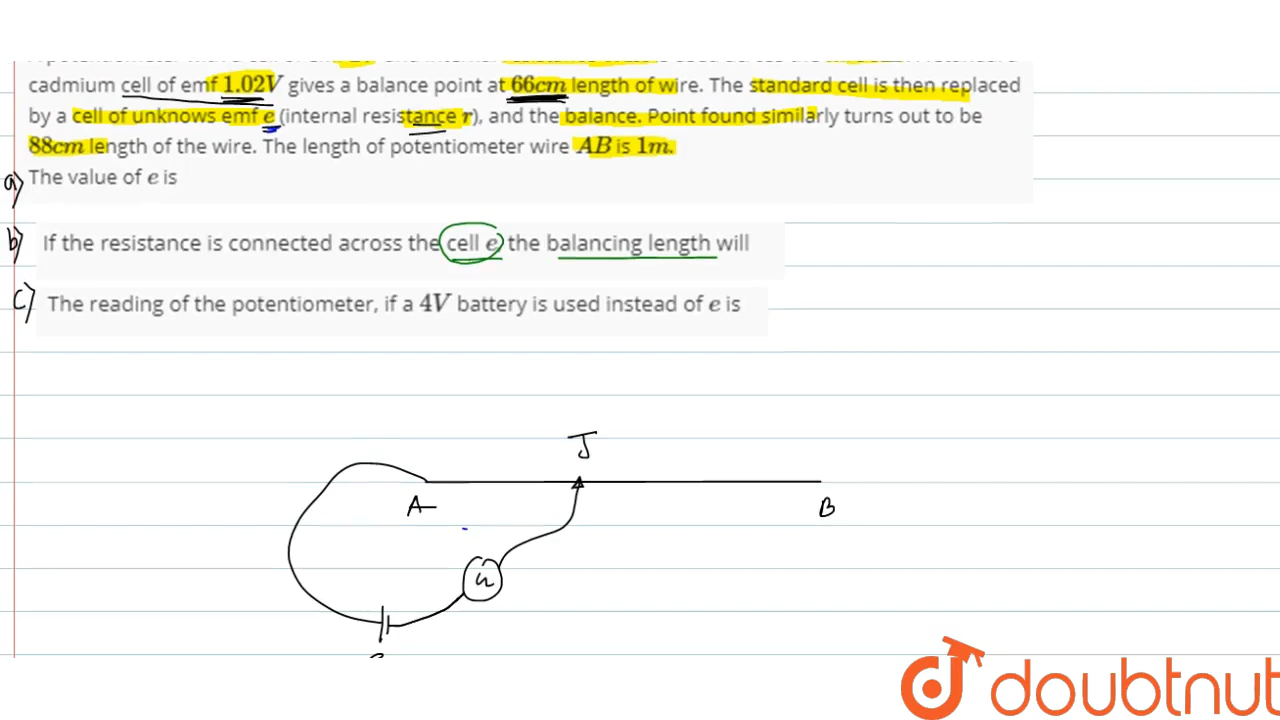 cadmium cell of emf 1.02V gives a balance point at 66cm length of wire. The standard cell is then replaced
by a cell of unknows emf e (internal resistance r), and the balance. Point found similarly turns out to be
88cm length of the wire. The length of potentiometer wire AB is 1m.
a) The value of e is
b) If the resistance is connected across the cell e, the balancing length will
c) The reading of the potentiometer, if a 4V battery is used instead of e is
J
A
B
G
doubtnut